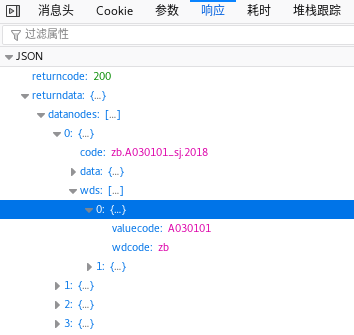 消息头 Cookie 参数 响应 耗时 堆栈跟踪
过滤属性
JSON
returncode: 200
returndata: {…}
datanodes: […]
0: {…}
code: zb.A030101_sj.2018
data: {…}
wds: […]
0: {…}
valuecode: A030101
wdcode: zb
1: {…}
1: {…}
2: {…}
3: {…}